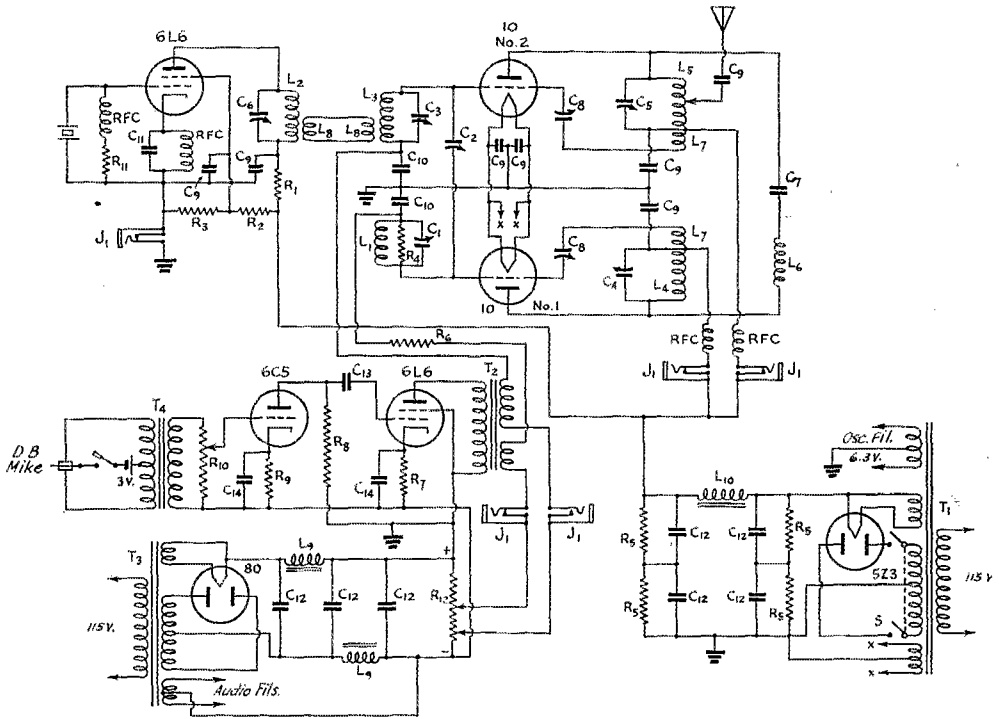 10
No.2
6L6
L2
C6
RFC
R11
C11
RFC
C9
C9
R1
R3
R2
J1
L8
L8
L3
C3
C10
C10
L1
R4
C1
C2
C9
C9
x
x
C8
C8
10
No.1
C5
L5
C9
L7
C9
C9
L7
C4
L4
C7
L6
RFC
RFC
J1
J1
R6
T2
6C5
C13
6L6
T4
D B
Mike
3V.
R10
C14
R9
R8
C14
R7
J1
J1
T3
115V.
80
L9
C12
C12
C12
R12
+
−
L9
Audio Fils.
Osc. Fil.
6.3V.
L10
R5
C12
C12
R5
R5
C12
C12
R5
5Z3
S
T1
115V
x
x